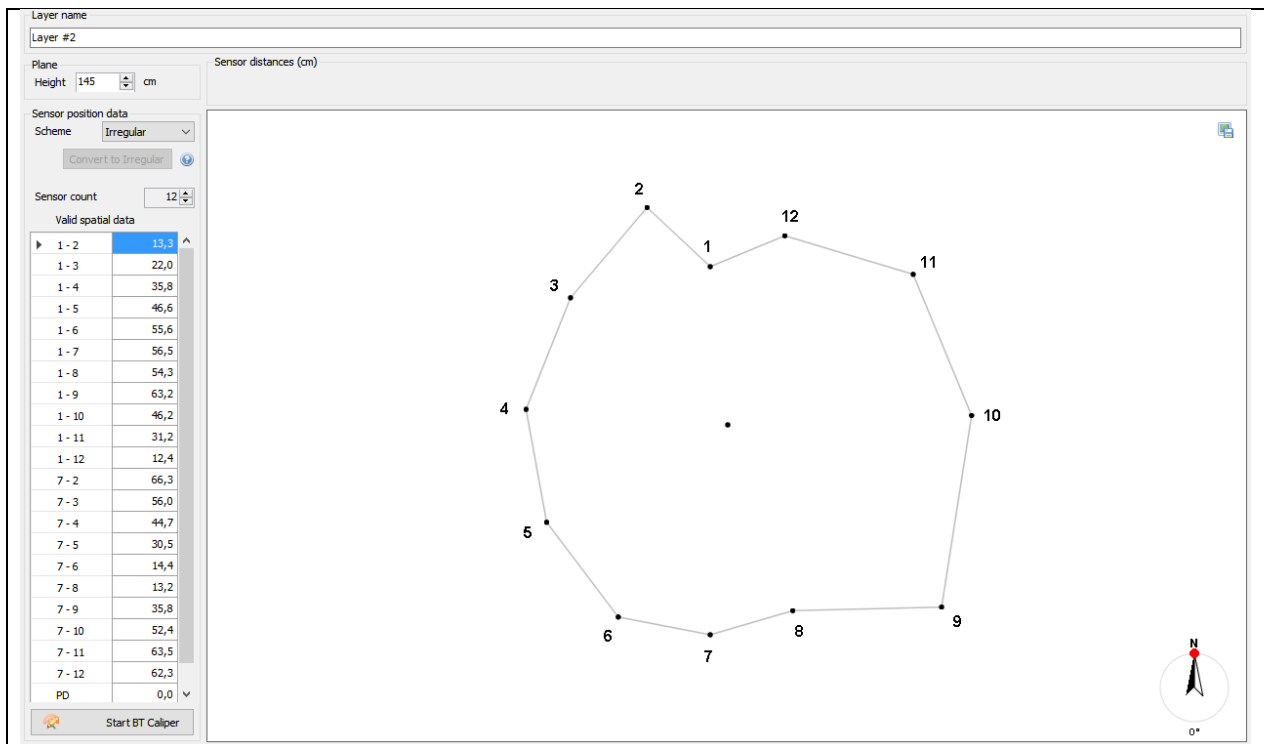 Layer name
Layer #2
Plane
Height 145 cm
Sensor distances (cm)
Sensor position data
Scheme Irregular
Convert to Irregular
Sensor count 12
Valid spatial data
1 - 2 13,3
1 - 3 22,0
1 - 4 35,8
1 - 5 46,6
1 - 6 55,6
1 - 7 56,5
1 - 8 54,3
1 - 9 63,2
1 - 10 46,2
1 - 11 31,2
1 - 12 12,4
7 - 2 66,3
7 - 3 56,0
7 - 4 44,7
7 - 5 30,5
7 - 6 14,4
7 - 8 13,2
7 - 9 35,8
7 - 10 52,4
7 - 11 63,5
7 - 12 62,3
PD 0,0
Start BT Caliper
2
12
1
11
3
4
10
5
9
6
8
7
N
0°